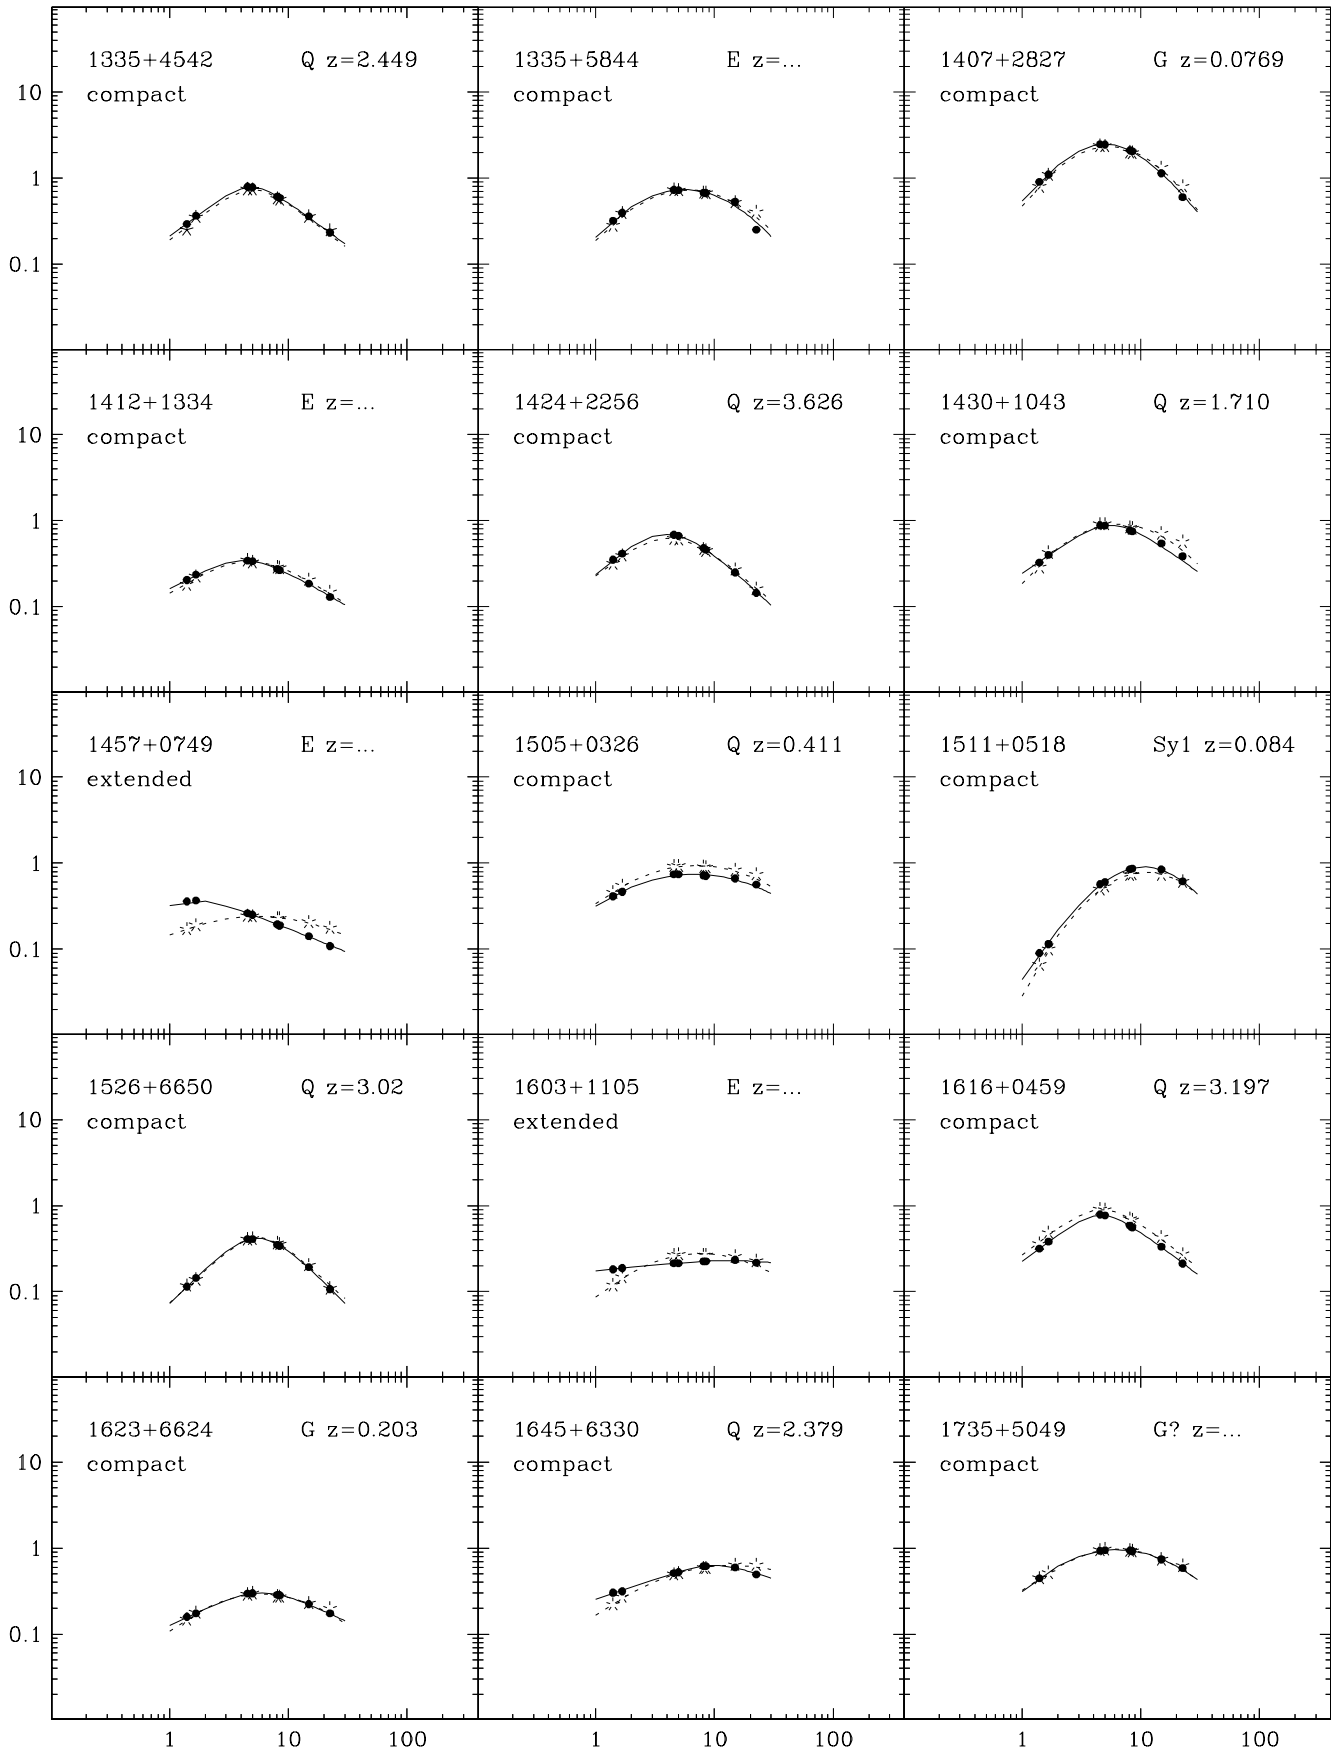 1335+4542 Q z=2.449
compact
1335+5844 E z=...
compact
1407+2827 G z=0.0769
compact
10
1
0.1
1412+1334 E z=...
compact
1424+2256 Q z=3.626
compact
1430+1043 Q z=1.710
compact
10
1
0.1
1457+0749 E z=...
extended
1505+0326 Q z=0.411
compact
1511+0518 Sy1 z=0.084
compact
10
1
0.1
1526+6650 Q z=3.02
compact
1603+1105 E z=...
extended
1616+0459 Q z=3.197
compact
10
1
0.1
1623+6624 G z=0.203
compact
1645+6330 Q z=2.379
compact
1735+5049 G? z=...
compact
10
1
0.1
1 10 100
1 10 100
1 10 100